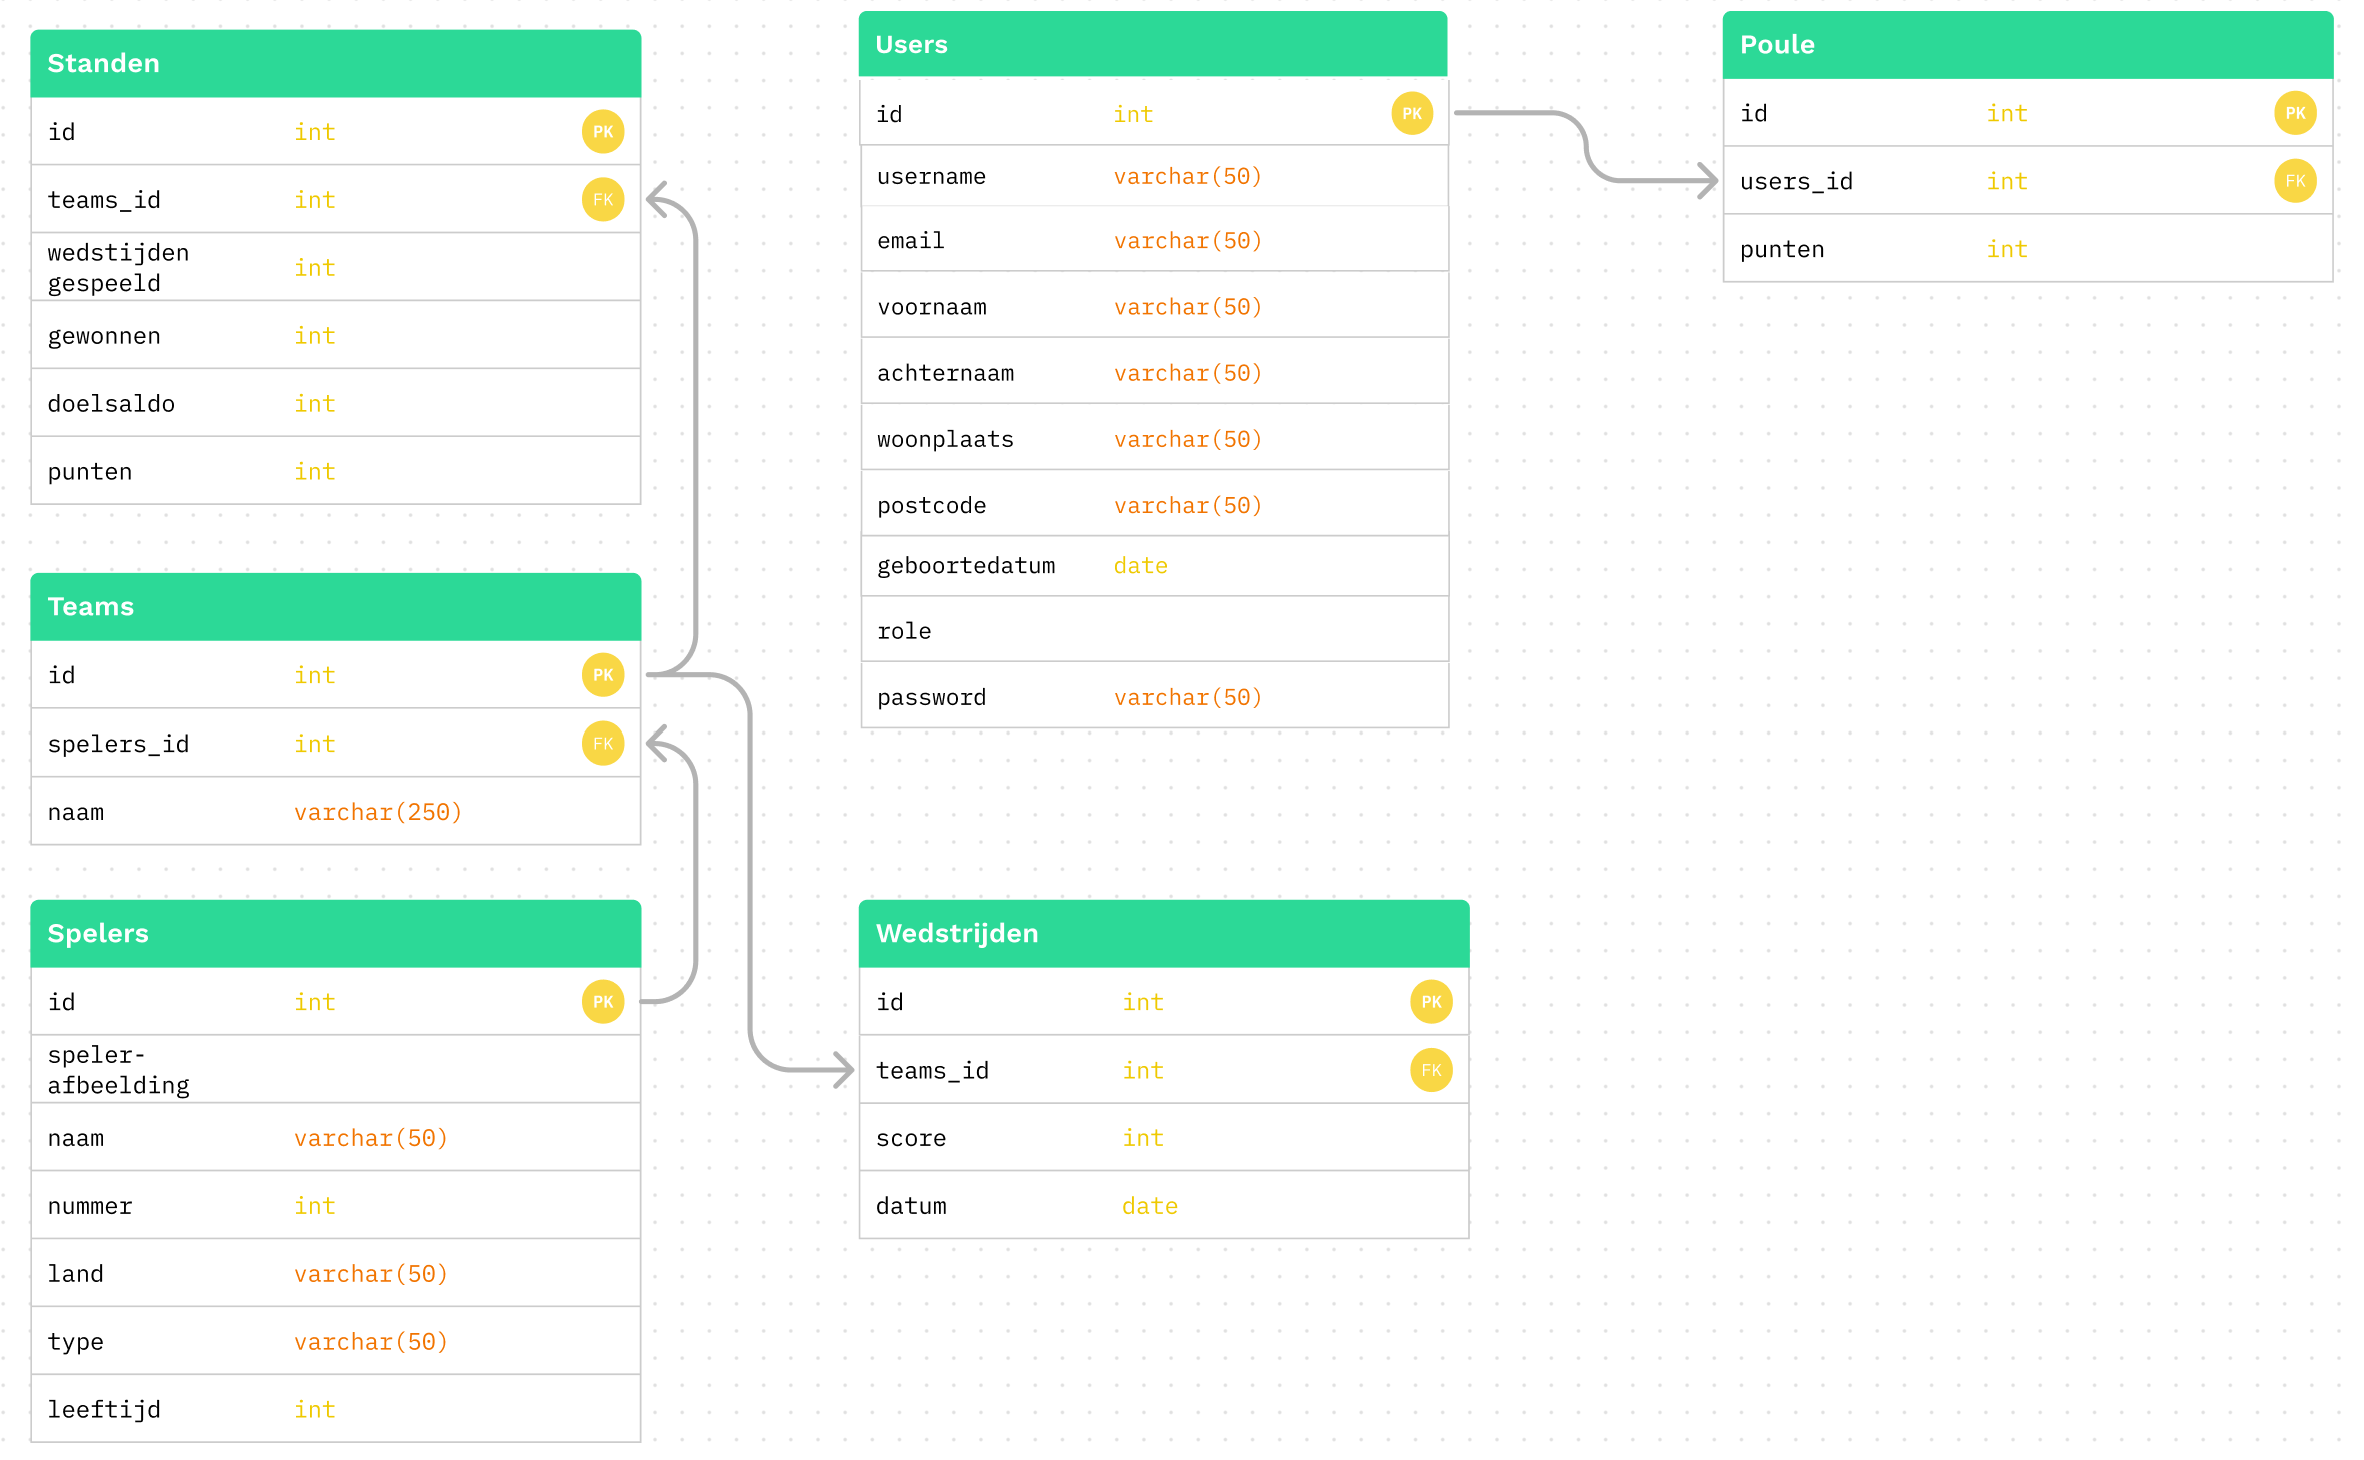 Standen
id int PK
teams_id int FK
wedstijden
gespeeld int
gewonnen int
doelsaldo int
punten int
Teams
id int PK
spelers_id int FK
naam varchar(250)
Spelers
id int PK
speler-
afbeelding
naam varchar(50)
nummer int
land varchar(50)
type varchar(50)
leeftijd int
Users
id int PK
username varchar(50)
email varchar(50)
voornaam varchar(50)
achternaam varchar(50)
woonplaats varchar(50)
postcode varchar(50)
geboortedatum date
role
password varchar(50)
Wedstrijden
id int PK
teams_id int FK
score int
datum date
Poule
id int PK
users_id int FK
punten int